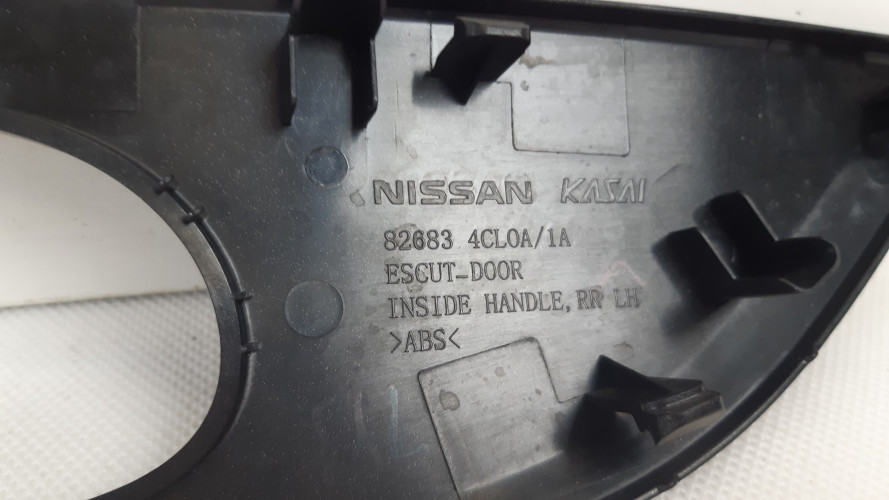 NISSAN KASAI
82683 4CL0A/1A
ESCUT-DOOR
INSIDE HANDLE, RR LH
>ABS<